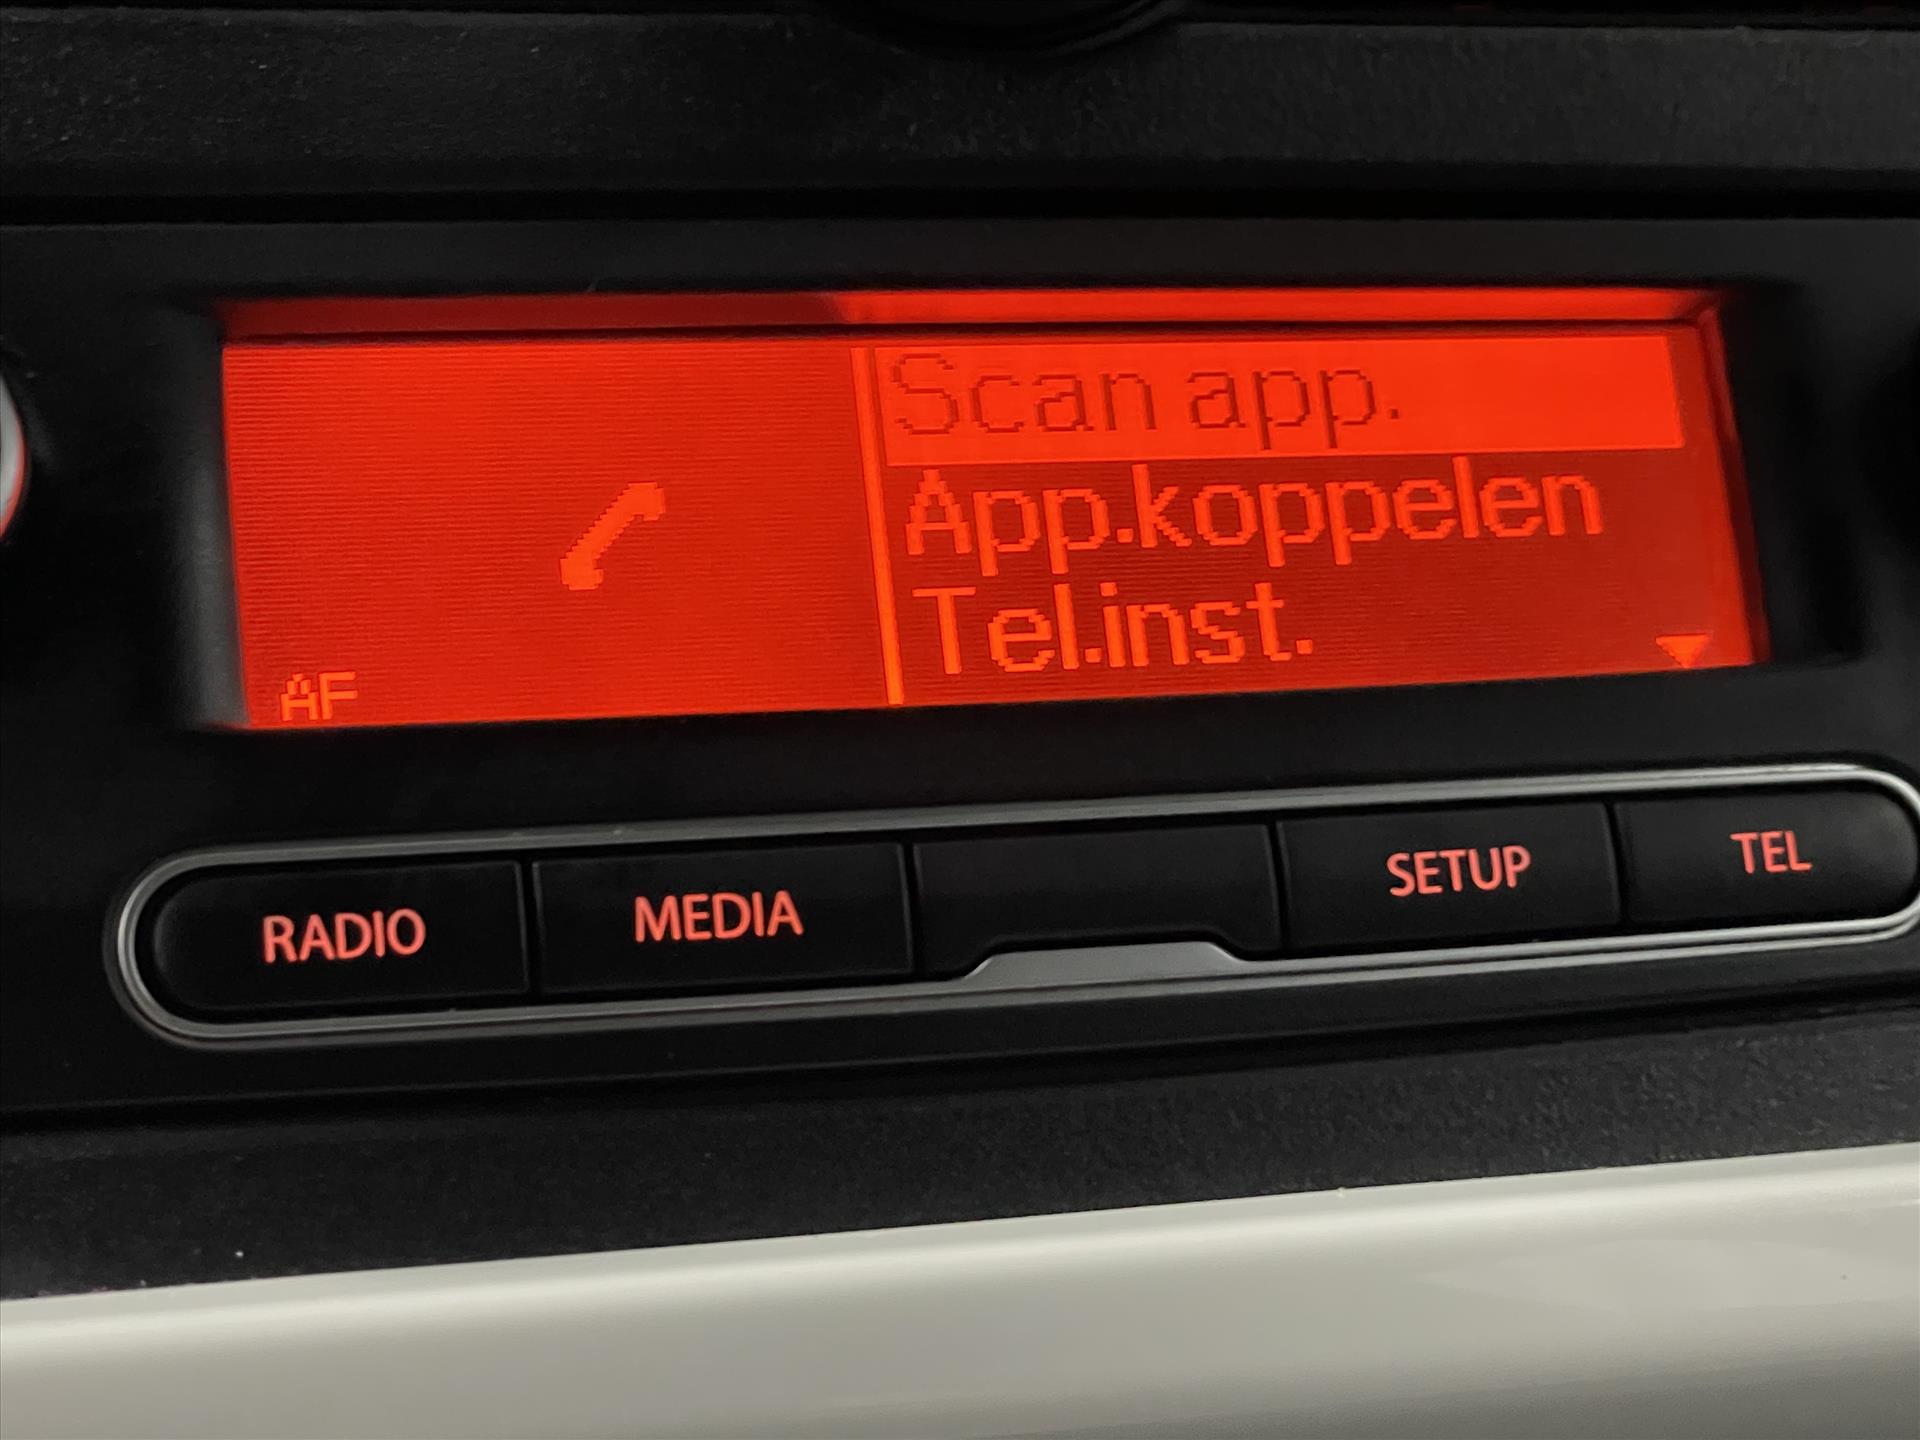 Scan app.
App.koppelen
Tel.inst.
AF
RADIO
MEDIA
SETUP
TEL